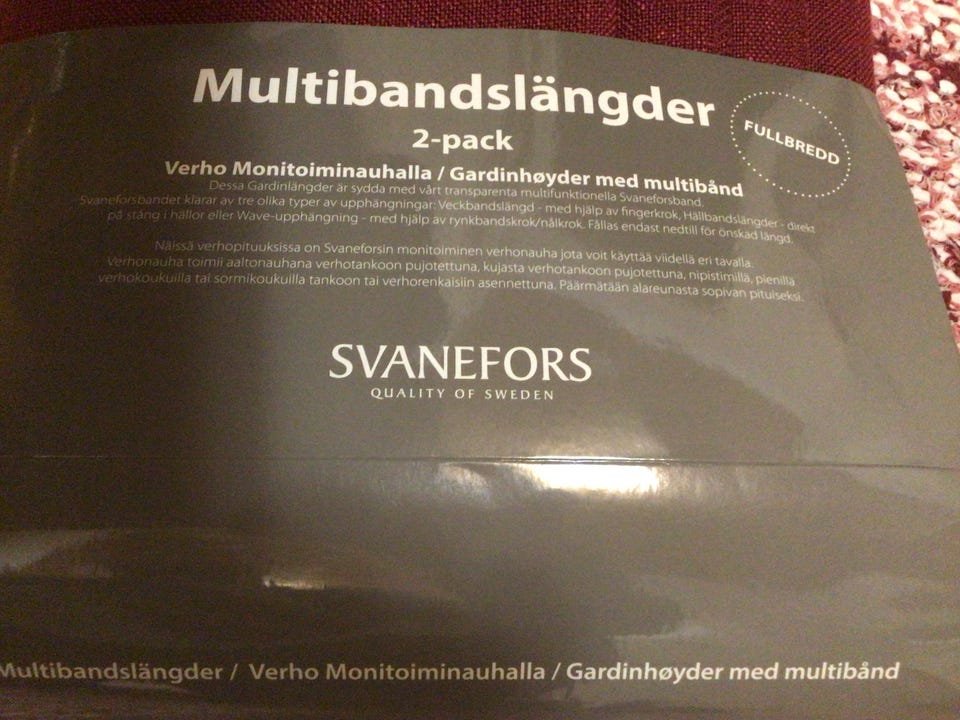 Multibandslängder
FULLBREDD
2-pack
Verho Monitoiminauhalla / Gardinhøyder med multibånd
Dessa Gardinlängder är sydda med vårt transparenta multifunktionella Svaneforsband.
Svaneforsbandet klarar av tre olika typer av upphängningar: Veckbandslängd - med hjälp av fingerkrok, Hällbandslängder - direkt
på stång i hällor eller Wave-upphängning - med hjälp av rynkbandskrok/nålkrok. Fållas endast nedtill för önskad längd.
Näissä verhopituuksissa on Svaneforsin monitoiminen verhonauha jota voit käyttää viidellä eri tavalla.
Verhonauha toimii aaltonauhana verhotankoon pujotettuna, kujasta verhotankoon pujotettuna, nipistimillä, pienillä
verhokoukuilla tai sormikoukuilla tankoon tai verhorenkaisiin asennettuna. Päärmätään alareunasta sopivan pituiseksi.
SVANEFORS
QUALITY OF SWEDEN
Multibandslängder / Verho Monitoiminauhalla / Gardinhøyder med multibånd